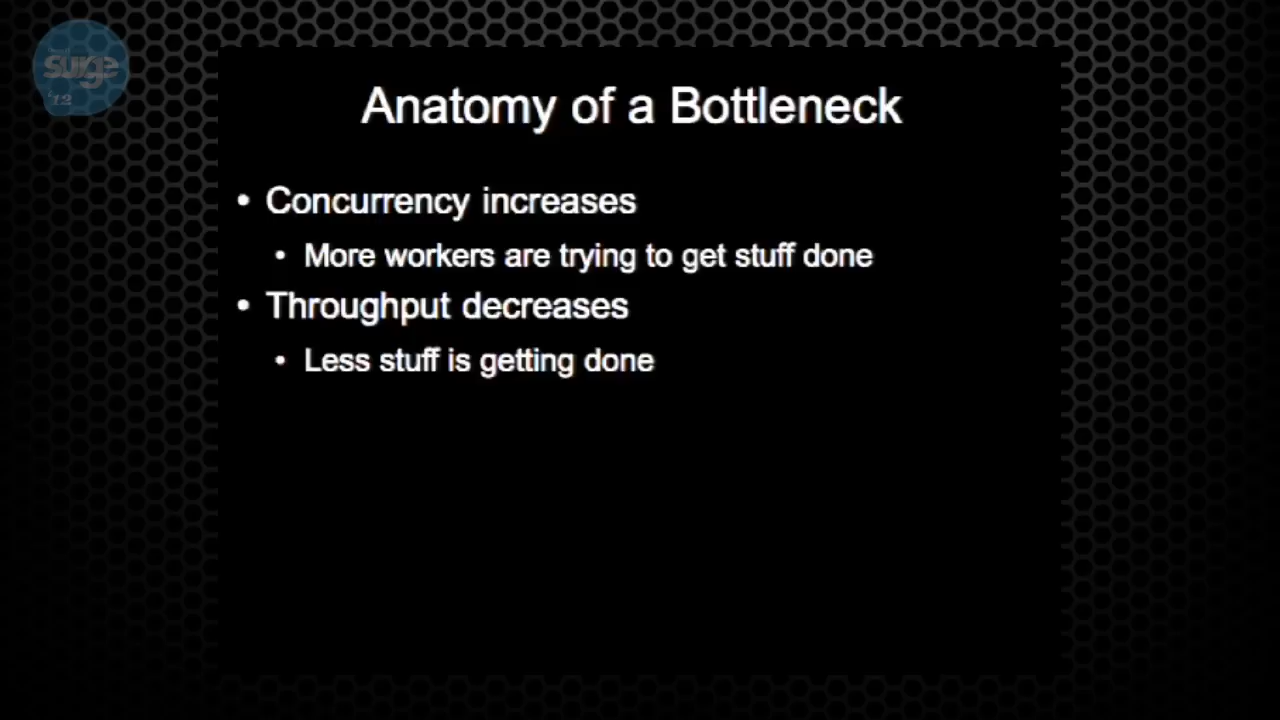 surge
'12
Anatomy of a Bottleneck
• Concurrency increases
• More workers are trying to get stuff done
• Throughput decreases
• Less stuff is getting done